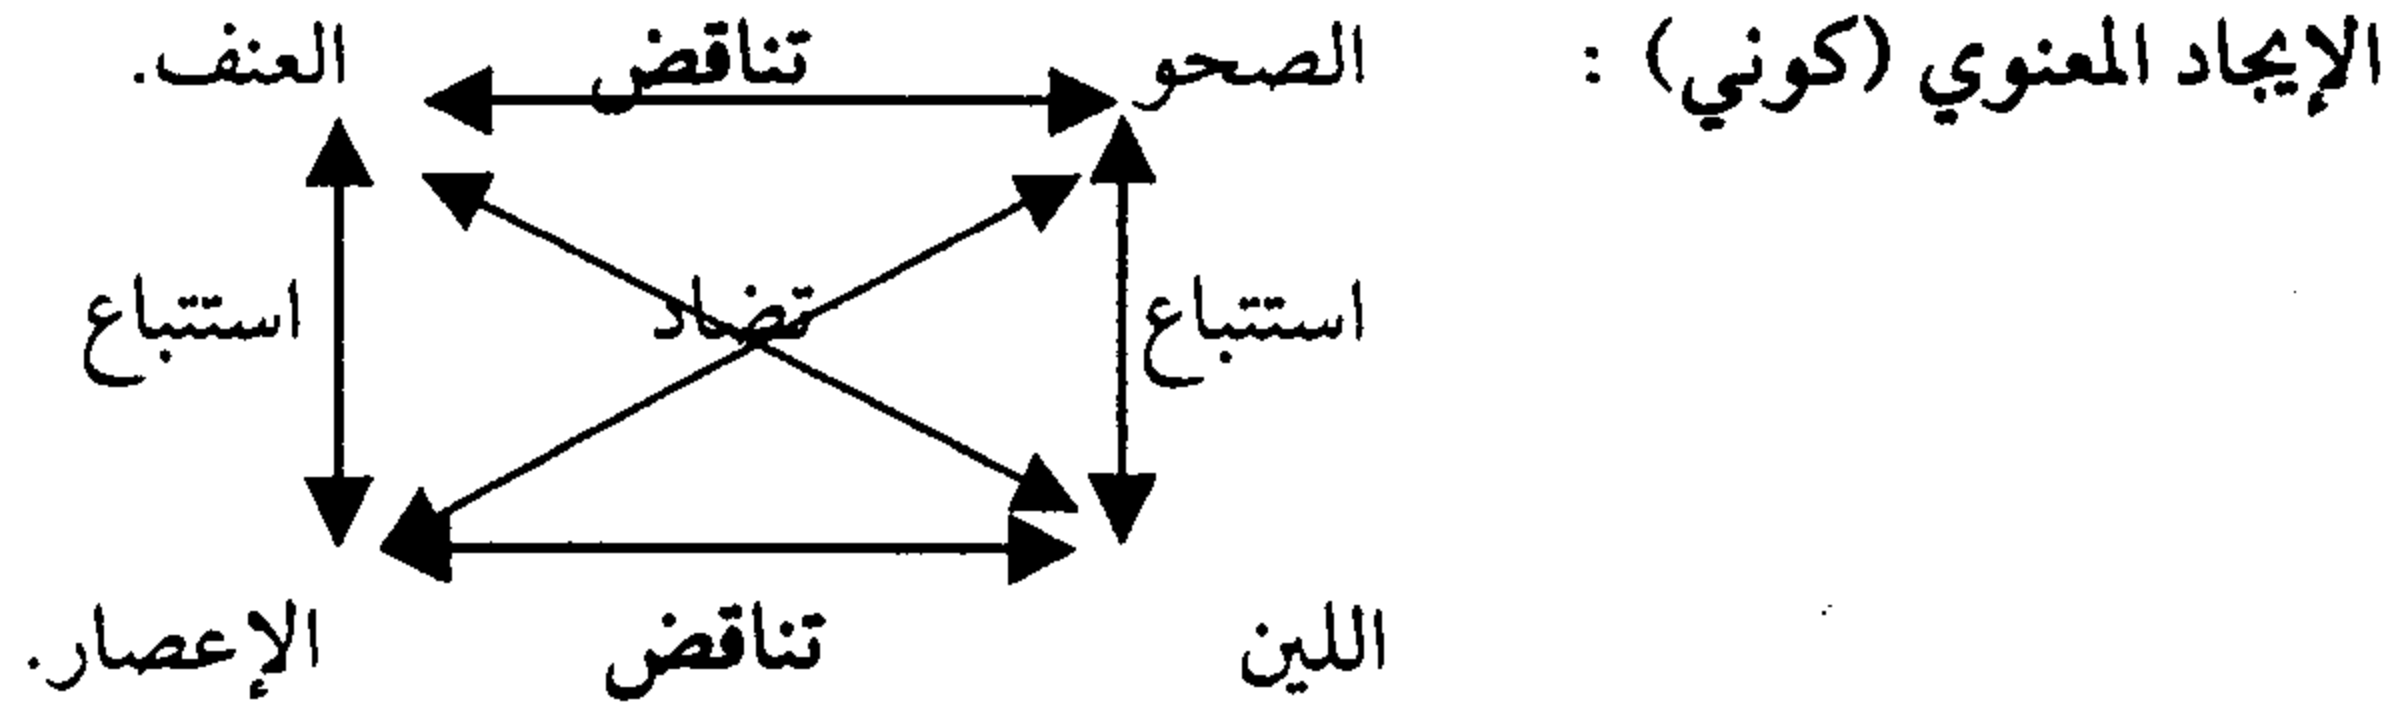 الإيجاد المعنوي (كوني) : الصحو تناقض العنف.
استتباع تضاد استتباع
اللين تناقض الإعصار.